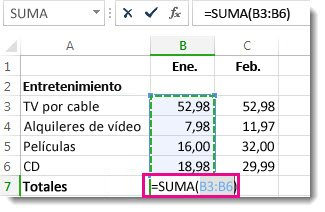 SUMA fx =SUMA(B3:B6)
A B C
1 Ene. Feb.
2 Entretenimiento
3 TV por cable 52,98 52,98
4 Alquileres de vídeo 7,98 11,97
5 Películas 16,00 32,00
6 CD 18,98 29,99
7 Totales =SUMA(B3:B6)